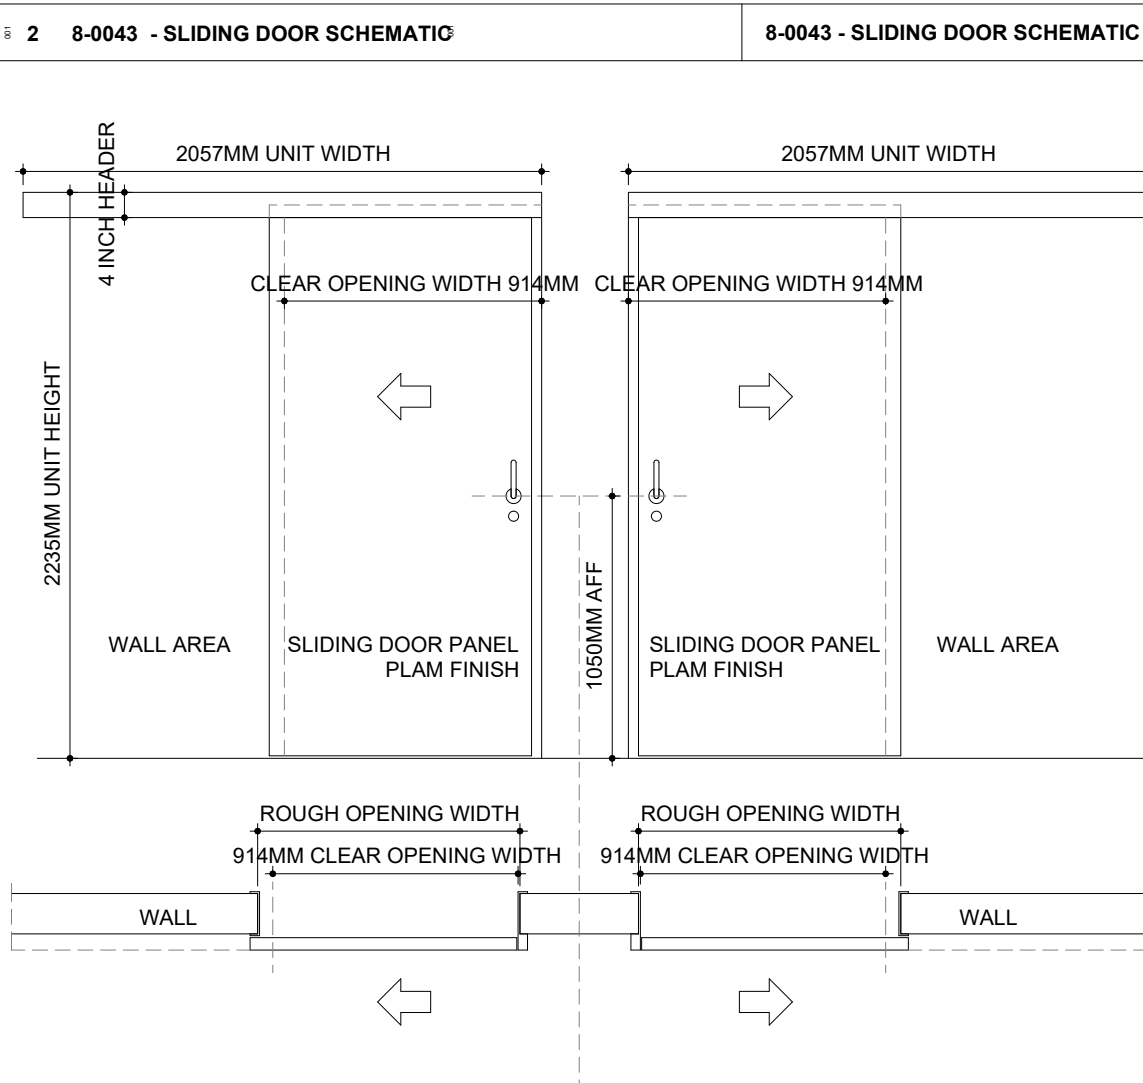 001
2 8-0043 - SLIDING DOOR SCHEMATIC
8-0043 - SLIDING DOOR SCHEMATIC
2057MM UNIT WIDTH
2057MM UNIT WIDTH
4 INCH HEADER
CLEAR OPENING WIDTH 914MM
CLEAR OPENING WIDTH 914MM
2235MM UNIT HEIGHT
1050MM AFF
WALL AREA
SLIDING DOOR PANEL
PLAM FINISH
SLIDING DOOR PANEL
PLAM FINISH
WALL AREA
ROUGH OPENING WIDTH
ROUGH OPENING WIDTH
914MM CLEAR OPENING WIDTH
914MM CLEAR OPENING WIDTH
WALL
WALL